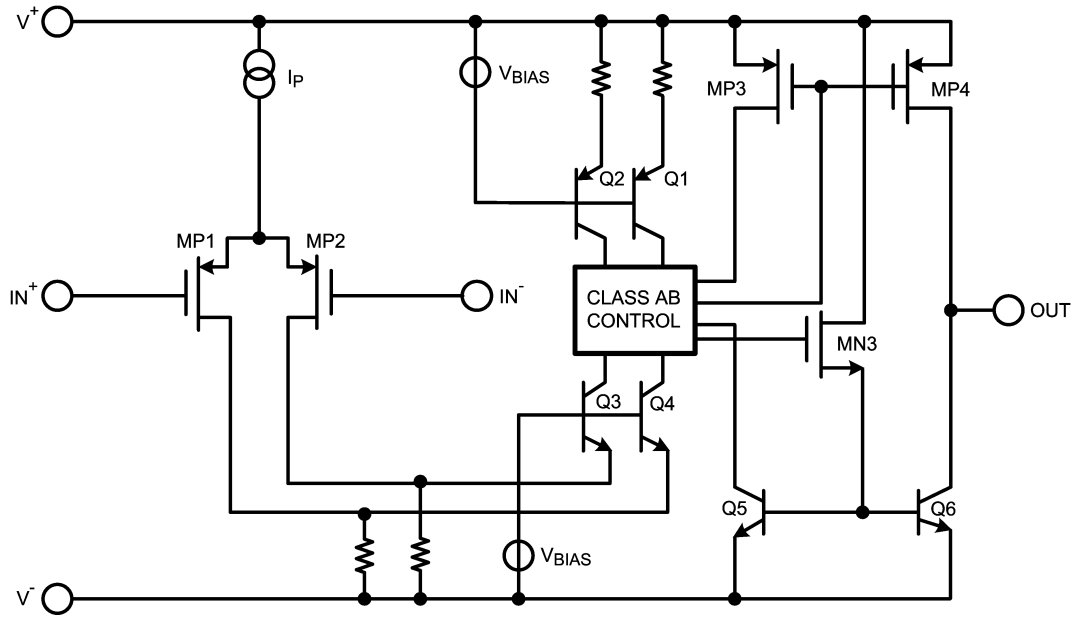 V+
IP
VBIAS
MP3
MP4
Q2
Q1
MP1
MP2
IN+
IN-
CLASS AB
CONTROL
OUT
MN3
Q3
Q4
Q5
Q6
VBIAS
V-